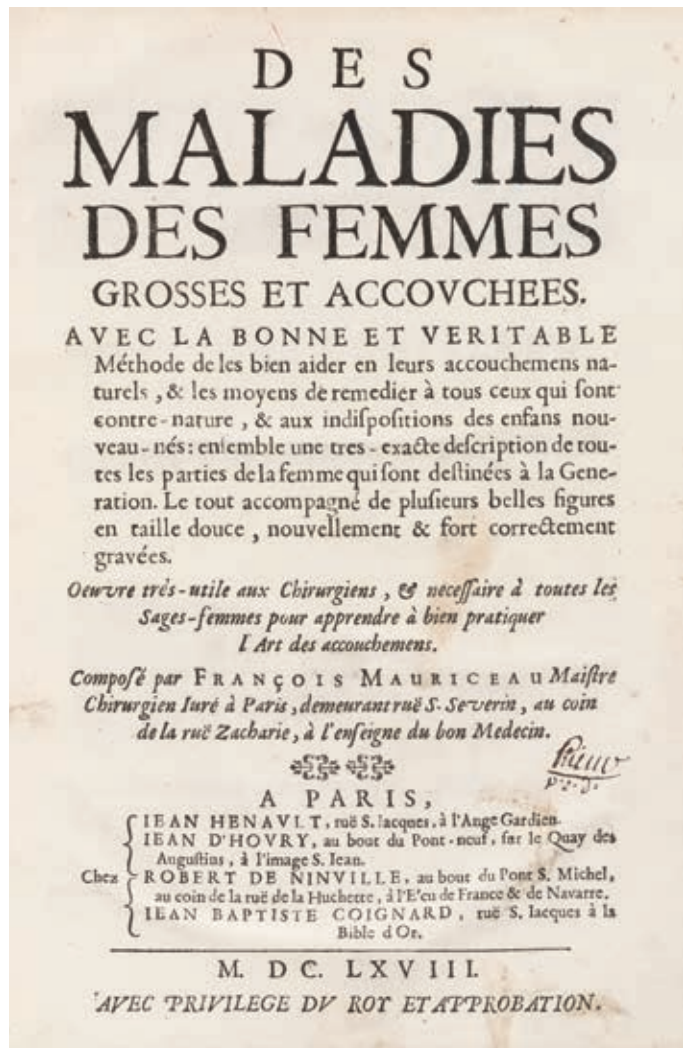 DES
MALADIES
DES FEMMES
GROSSES ET ACCOVCHEES.
AVEC LA BONNE ET VERITABLE
Méthode de les bien aider en leurs accouchemens na-
turels, & les moyens de remedier à tous ceux qui ſont
contre-nature, & aux indiſpoſitions des enfans nou-
veau-nés: enſemble une tres-exacte deſcription de tou-
tes les parties de la femme qui ſont deſtinées à la Gene-
ration. Le tout accompagné de pluſieurs belles figures
en taille douce, nouvellement & fort correctement
gravées.
Oeuvre trés-utile aux Chirurgiens, & neceſſaire à toutes les
Sages-femmes pour apprendre à bien pratiquer
l'Art des accouchemens.
Compoſé par FRANÇOIS MAURICEAU Maiſtre
Chirurgien Iuré à Paris, demeurant ruë S. Severin, au coin
de la ruë Zacharie, à l'enſeigne du bon Medecin.
A PARIS,
IEAN HENAVLT, ruë S. Iacques, à l'Ange Gardien.
IEAN D'HOVRY, au bout du Pont-neuf, ſur le Quay des
Auguſtins, à l'image S. Iean.
Chez ROBERT DE NINVILLE, au bout du Pont S. Michel,
au coin de la ruë de la Huchette, à l'Eſcu de France & de Navarre.
IEAN BAPTISTE COIGNARD, ruë S. Iacques à la
Bible d'Or.
M. DC. LXVIII.
AVEC PRIVILEGE DV ROY ET APPROBATION.